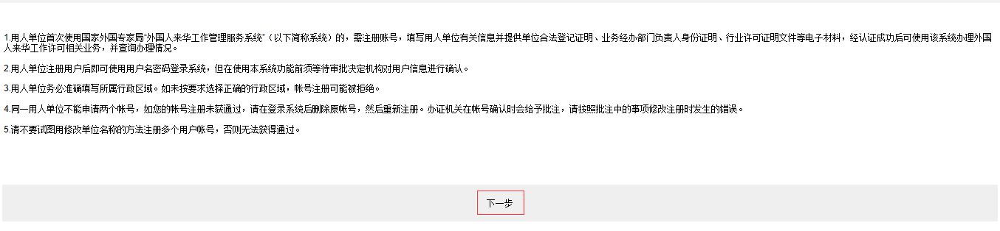 1.用人单位首次使用国家外国专家局“外国人来华工作管理服务系统”（以下简称系统）的，需注册账号，填写用人单位有关信息并提供单位合法登记证明、业务经办部门负责人身份证明、行业许可证明文件等电子材料，经认证成功后可使用该系统办理外国
人来华工作许可相关业务，并查询办理情况。
2.用人单位注册用户后即可使用用户名密码登录系统，但在使用本系统功能前须等待审批决定机构对用户信息进行确认。
3.用人单位务必准确填写所属行政区域。如未按要求选择正确的行政区域，帐号注册可能被拒绝。
4.同一用人单位不能申请两个帐号，如您的帐号注册未获通过，请在登录系统后删除原帐号，然后重新注册。办证机关在帐号确认时会给予批注，请按照批注中的事项修改注册时发生的错误。
5.请不要试图用修改单位名称的方法注册多个用户帐号，否则无法获得通过。
下一步